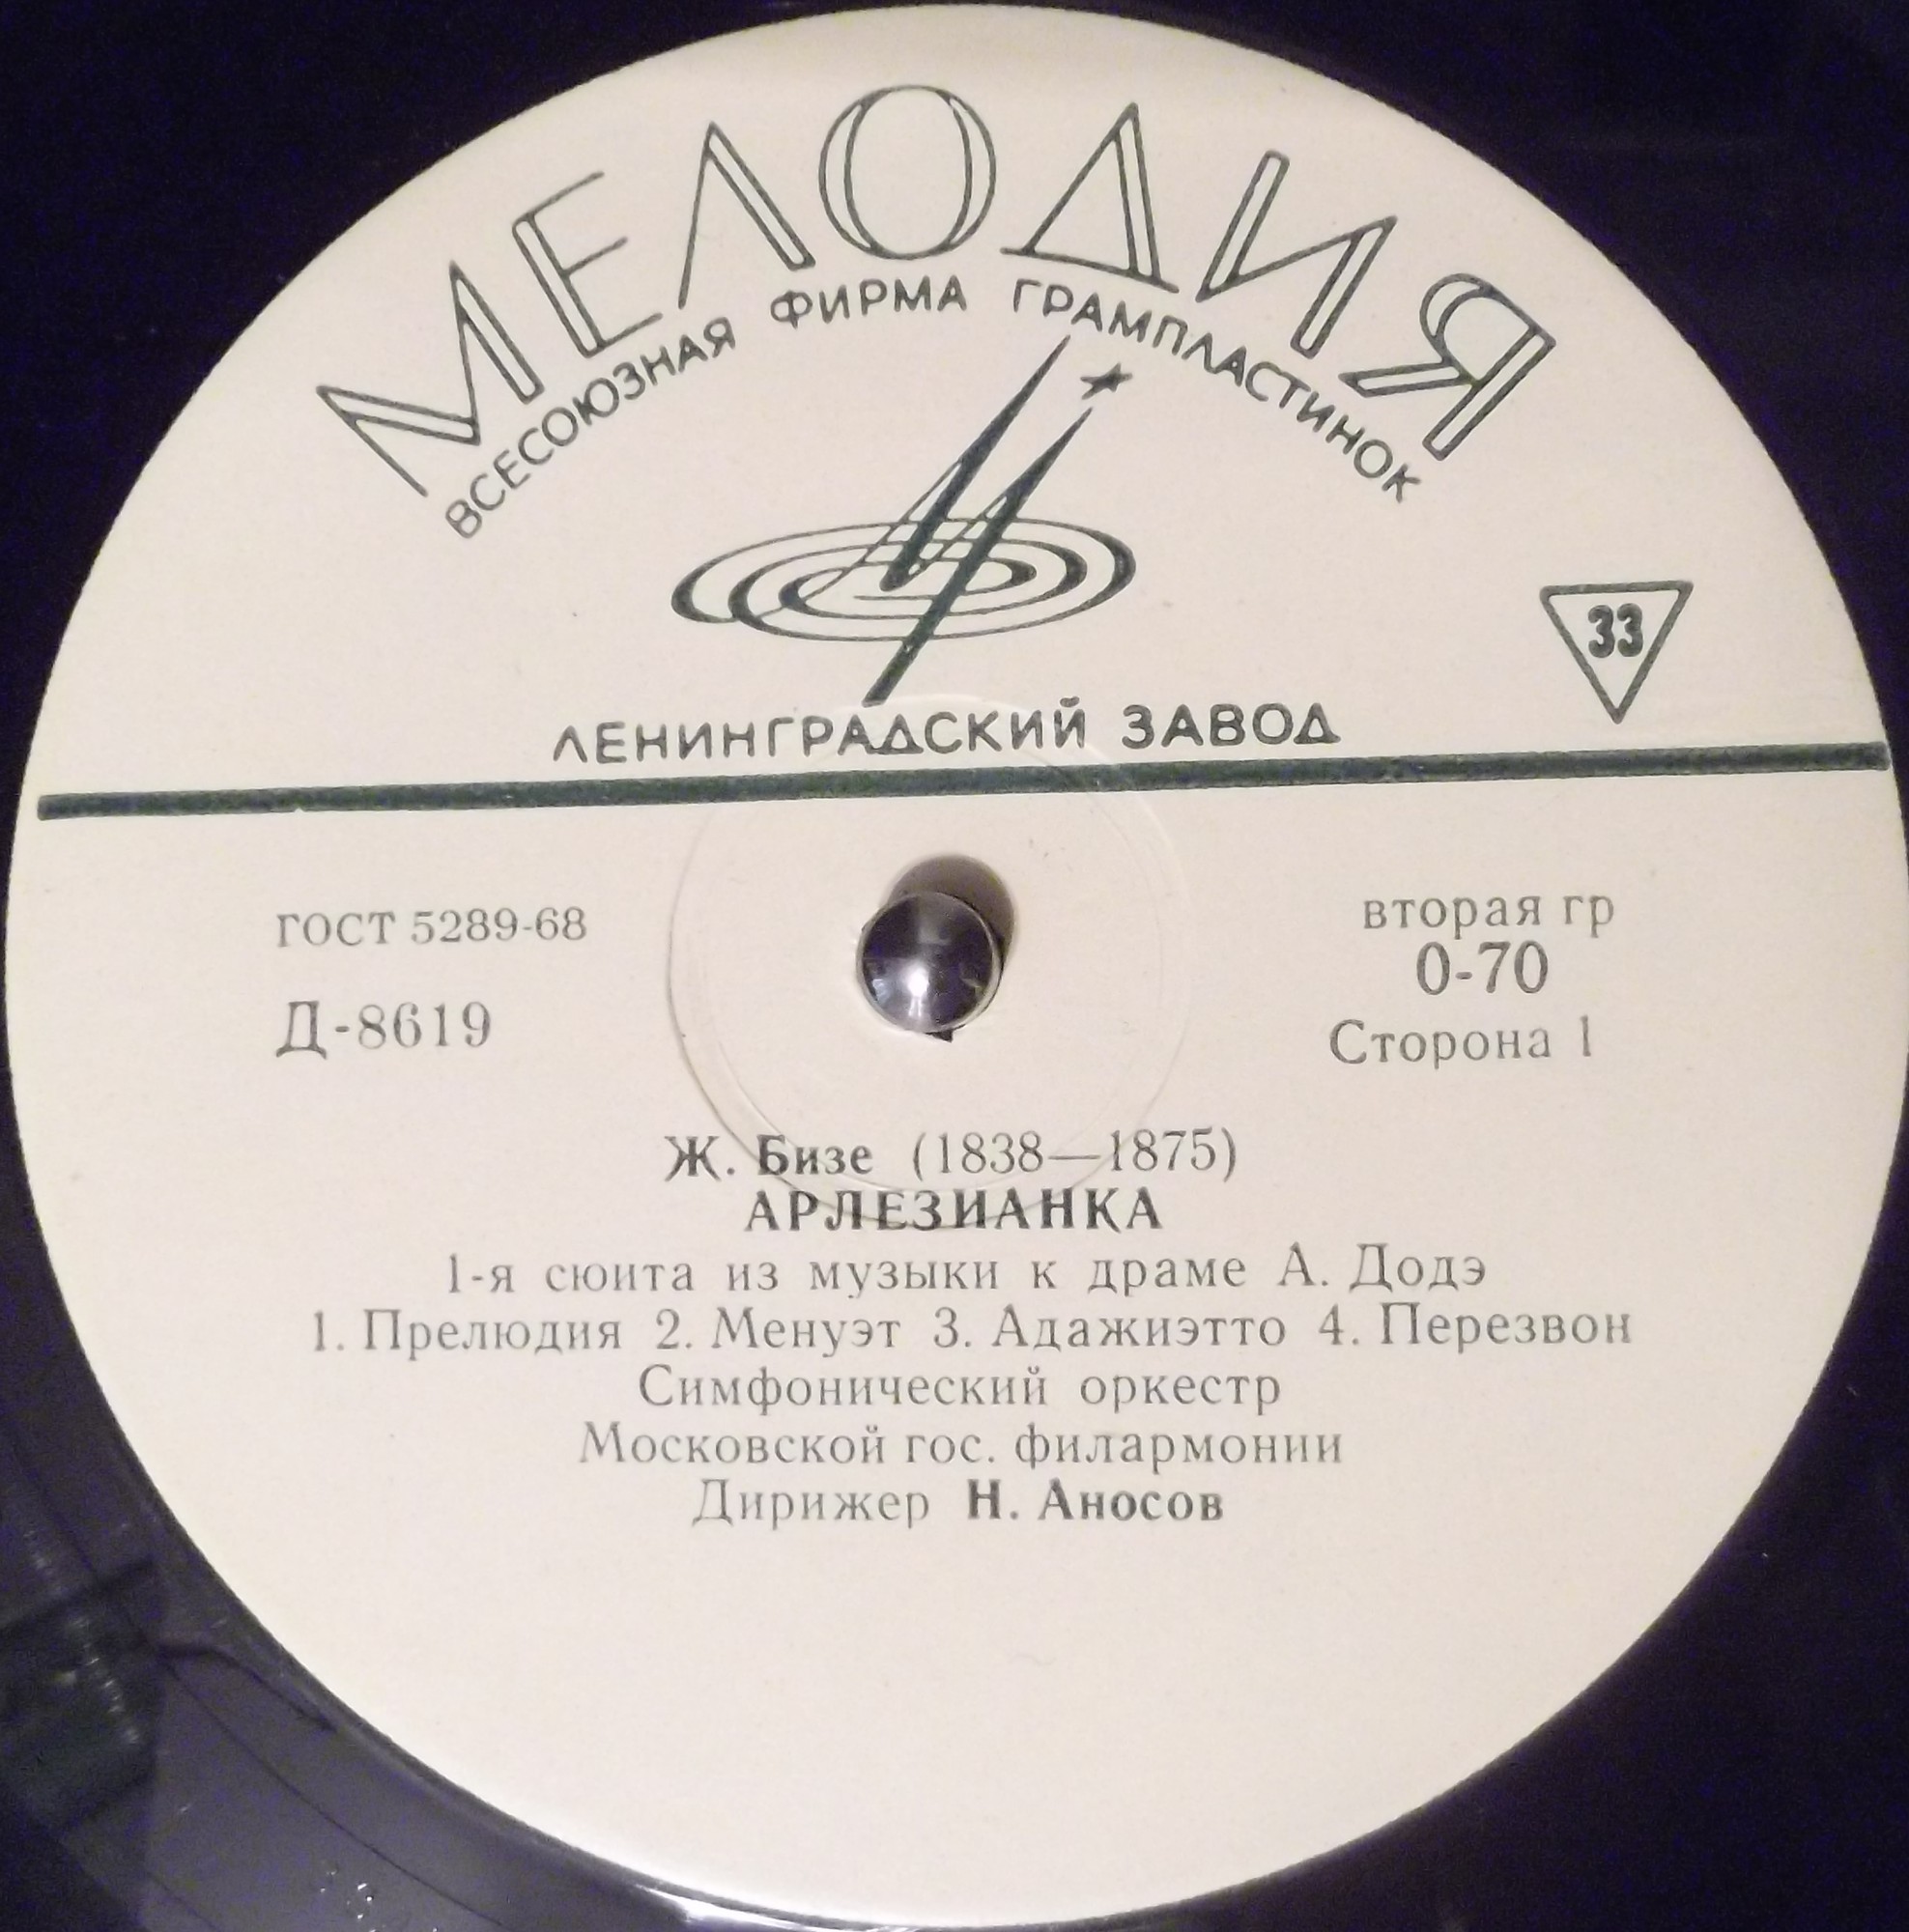 МЕЛОДИЯ
ВСЕСОЮЗНАЯ ФИРМА ГРАМПЛАСТИНОК
33
ЛЕНИНГРАДСКИЙ ЗАВОД
ГОСТ 5289-68
вторая гр
0-70
Д-8619
Сторона 1
Ж. Бизе (1838—1875)
АРЛЕЗИАНКА
1-я сюита из музыки к драме А. Додэ
1. Прелюдия 2. Менуэт 3. Адажиэтто 4. Перезвон
Симфонический оркестр
Московской гос. филармонии
Дирижер Н. Аносов